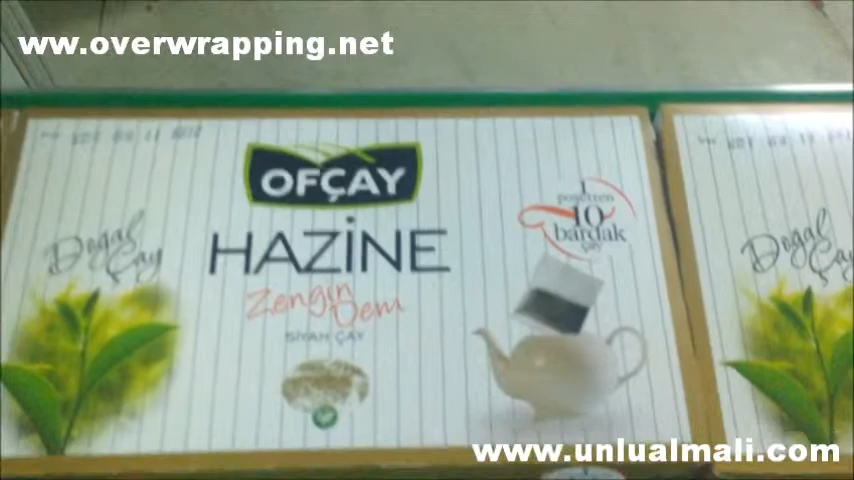 ww.overwrapping.net
OFÇAY
HAZİNE
Zengin
Dem
SİYAH ÇAY
Doğal
Çay
1
poşetten
10
bardak
çay
Doğal
Çay
www.unlualmali.com